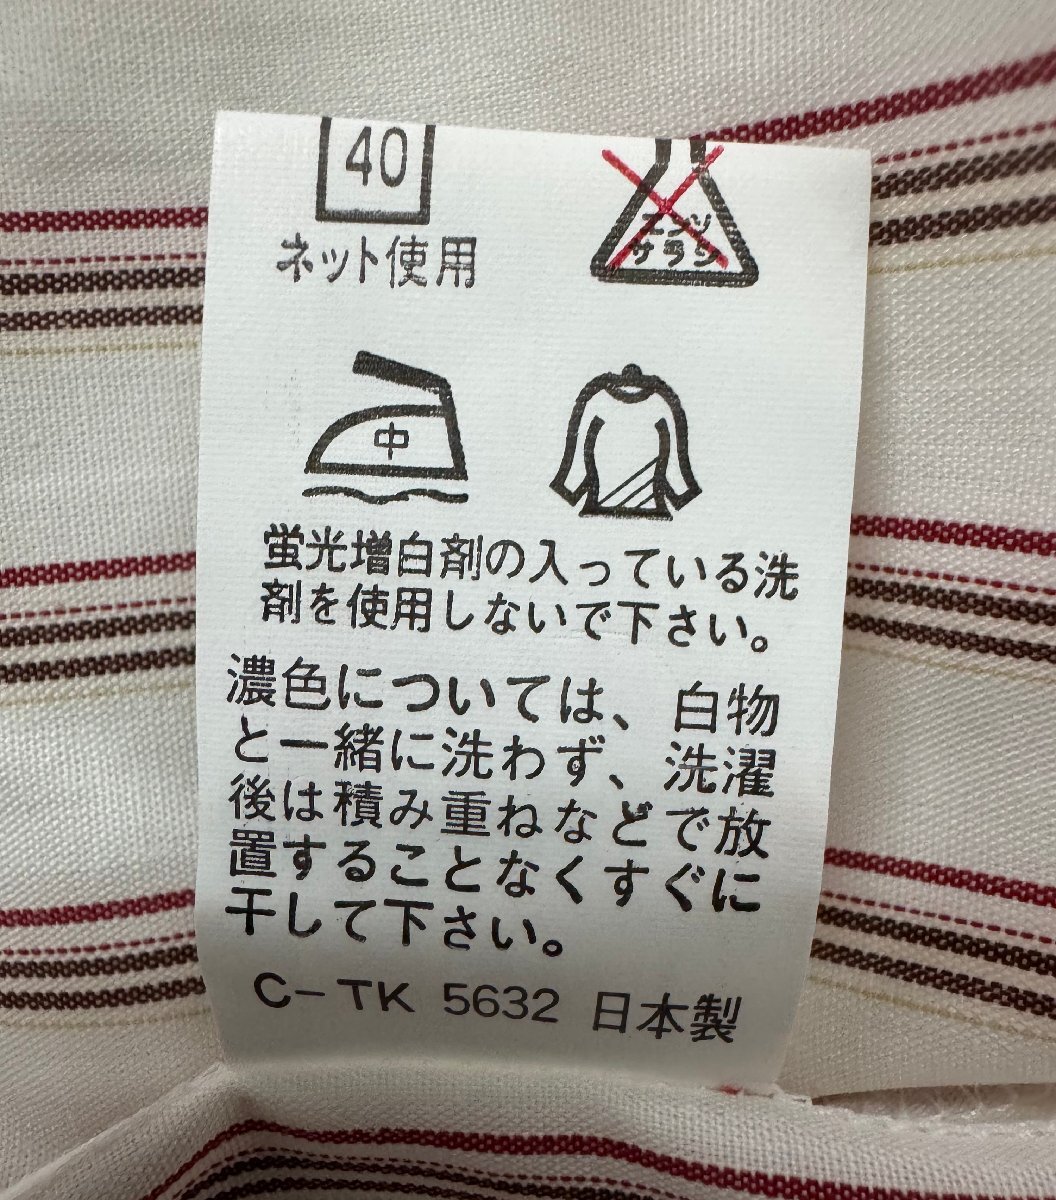 40
ネット使用
エンソ
サラシ
中
蛍光増白剤の入っている洗
剤を使用しないで下さい。
濃色については、白物
と一緒に洗わず、洗濯
後は積み重ねなどで放
置することなくすぐに
干して下さい。
C-TK 5632 日本製